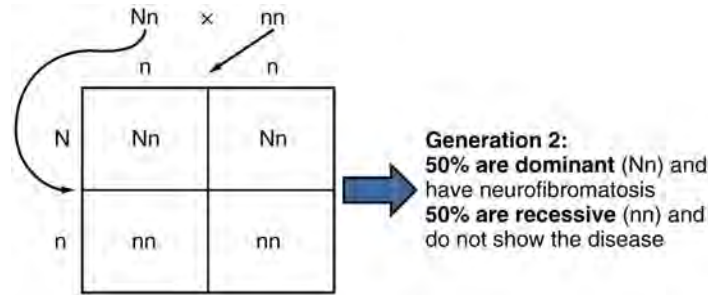 Nn × nn
n n
N Nn Nn
n nn nn
Generation 2:
50% are dominant (Nn) and
have neurofibromatosis
50% are recessive (nn) and
do not show the disease